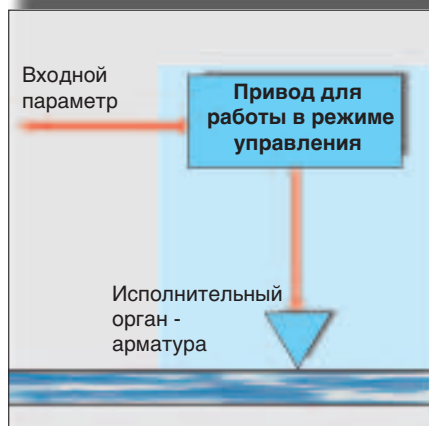 Входной
параметр
Привод для
работы в режиме
управления
Исполнительный
орган -
арматура